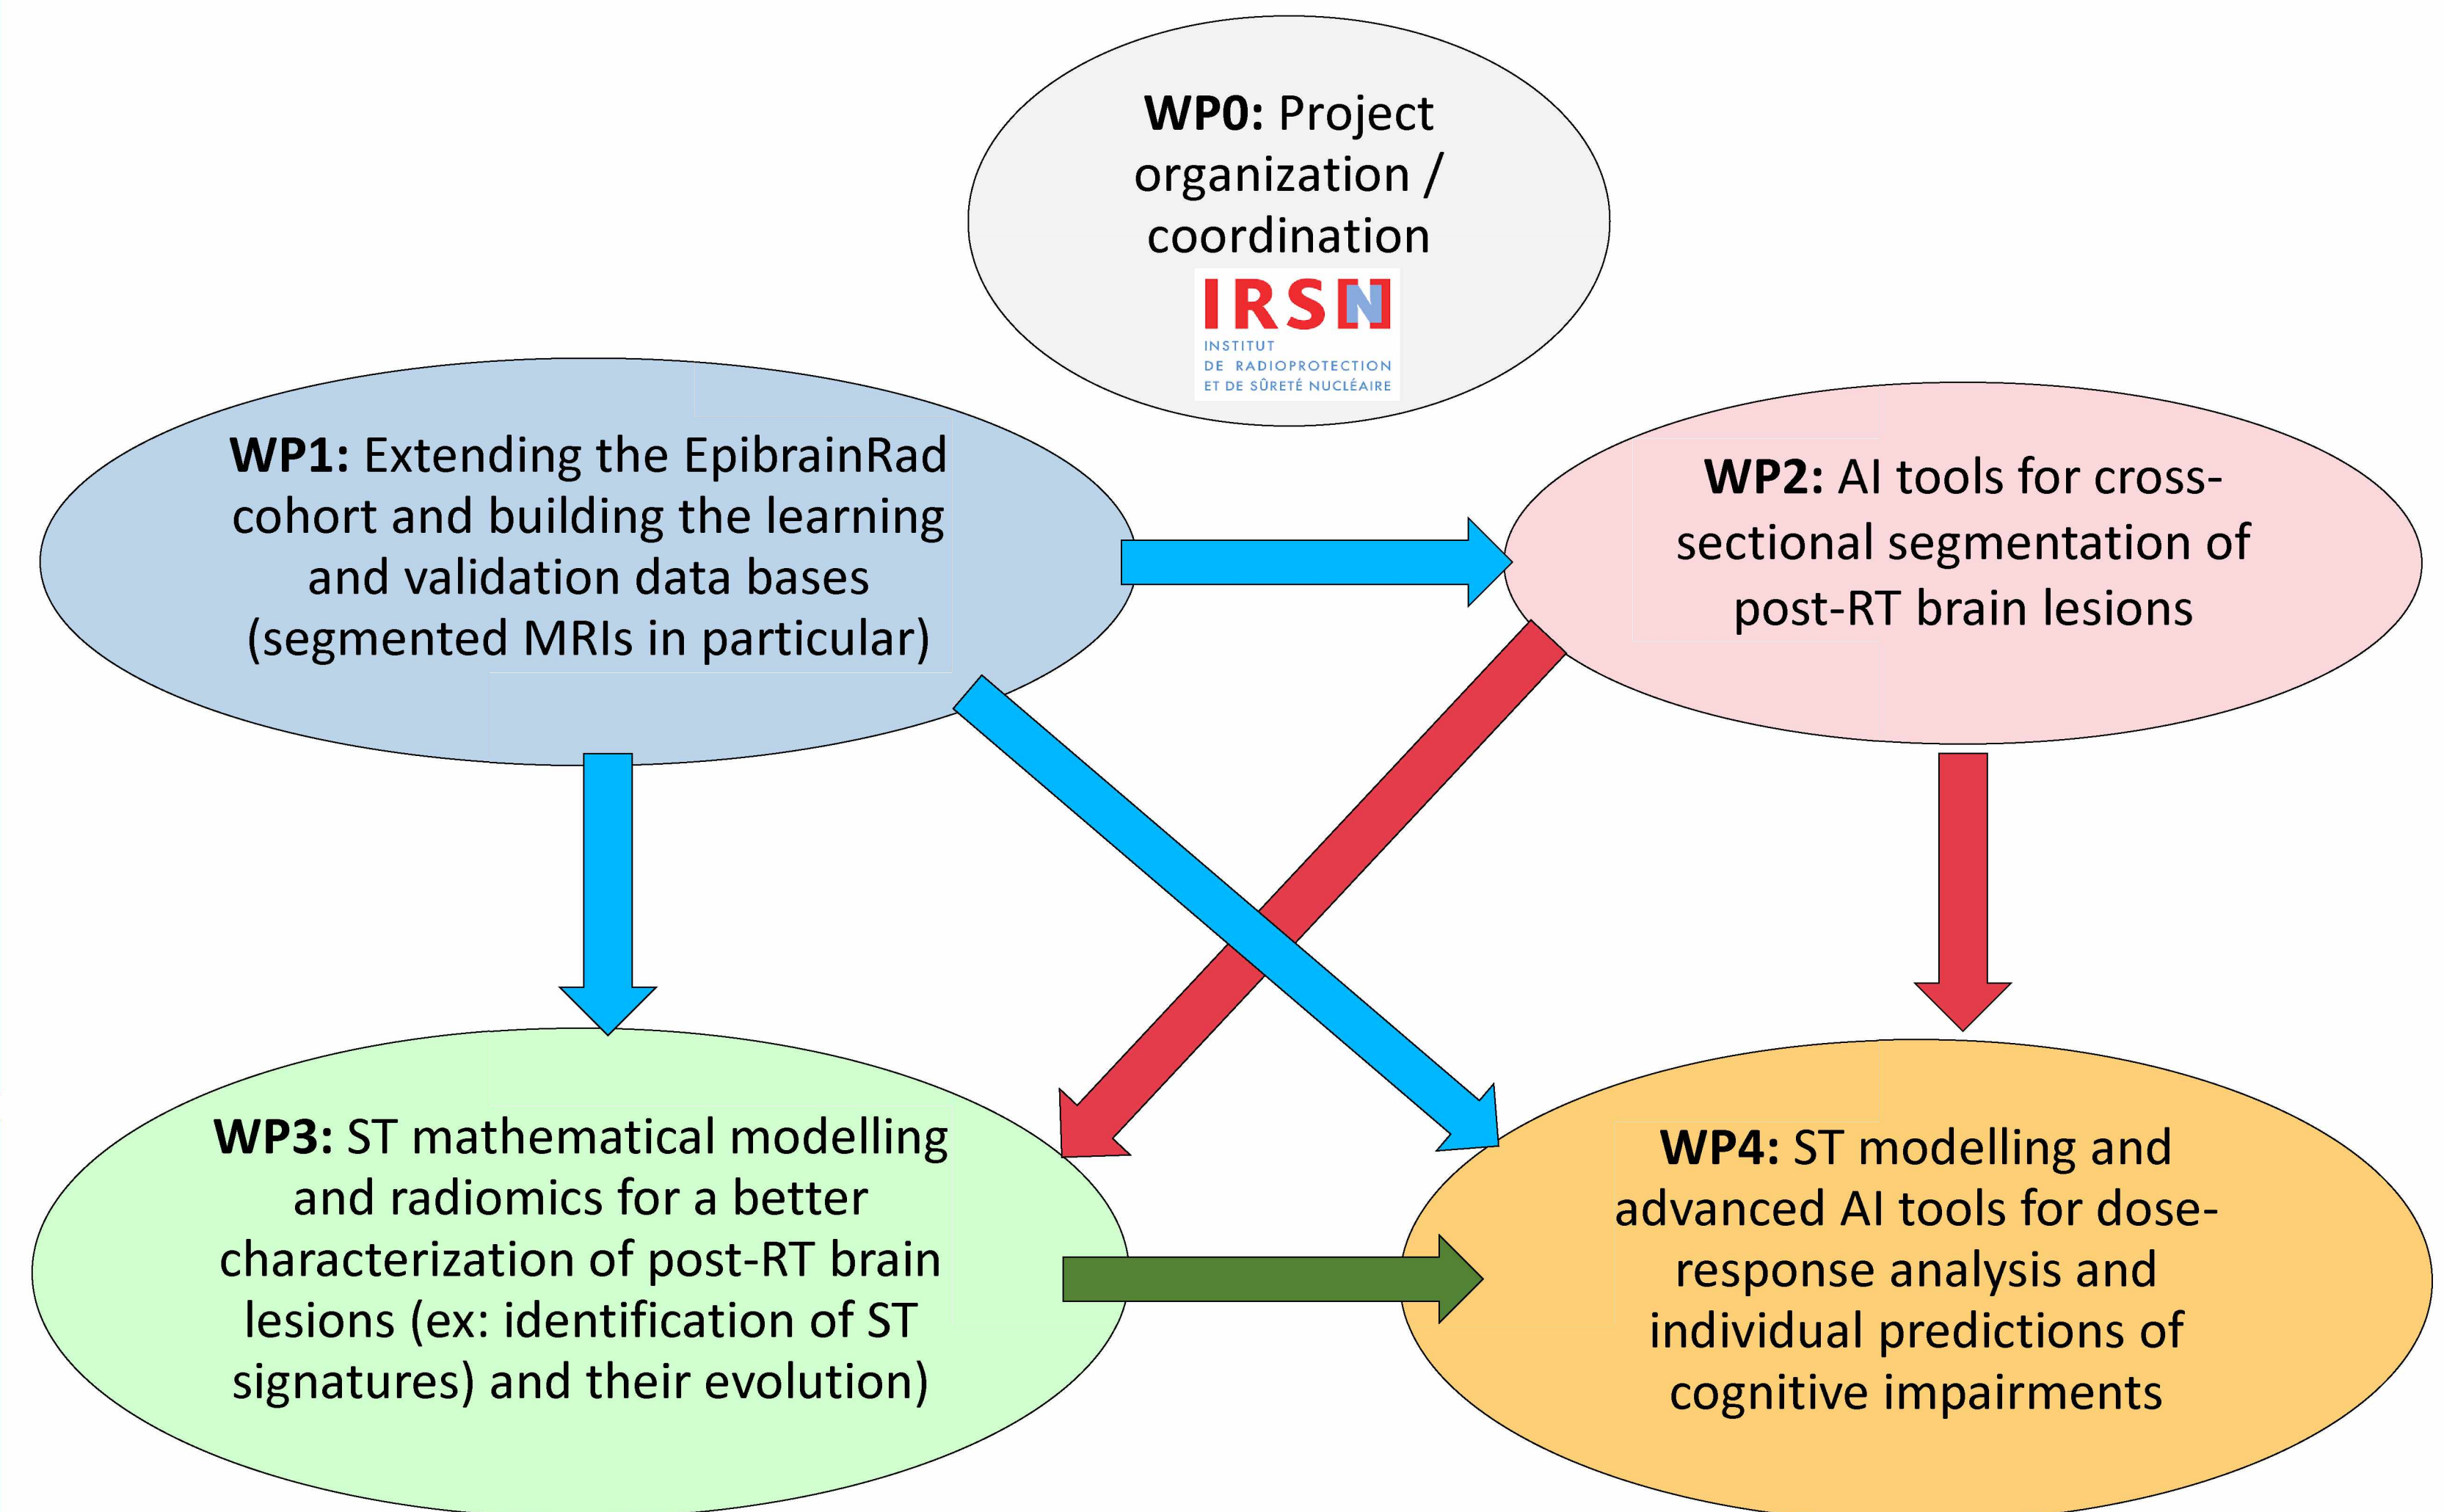 WP0: Project
organization /
coordination
IRSN
INSTITUT
DE RADIOPROTECTION
ET DE SÛRETÉ NUCLÉAIRE
WP1: Extending the EpibrainRad
cohort and building the learning
and validation data bases
(segmented MRIs in particular)
WP2: AI tools for cross-
sectional segmentation of
post-RT brain lesions
WP3: ST mathematical modelling
and radiomics for a better
characterization of post-RT brain
lesions (ex: identification of ST
signatures) and their evolution)
WP4: ST modelling and
advanced AI tools for dose-
response analysis and
individual predictions of
cognitive impairments